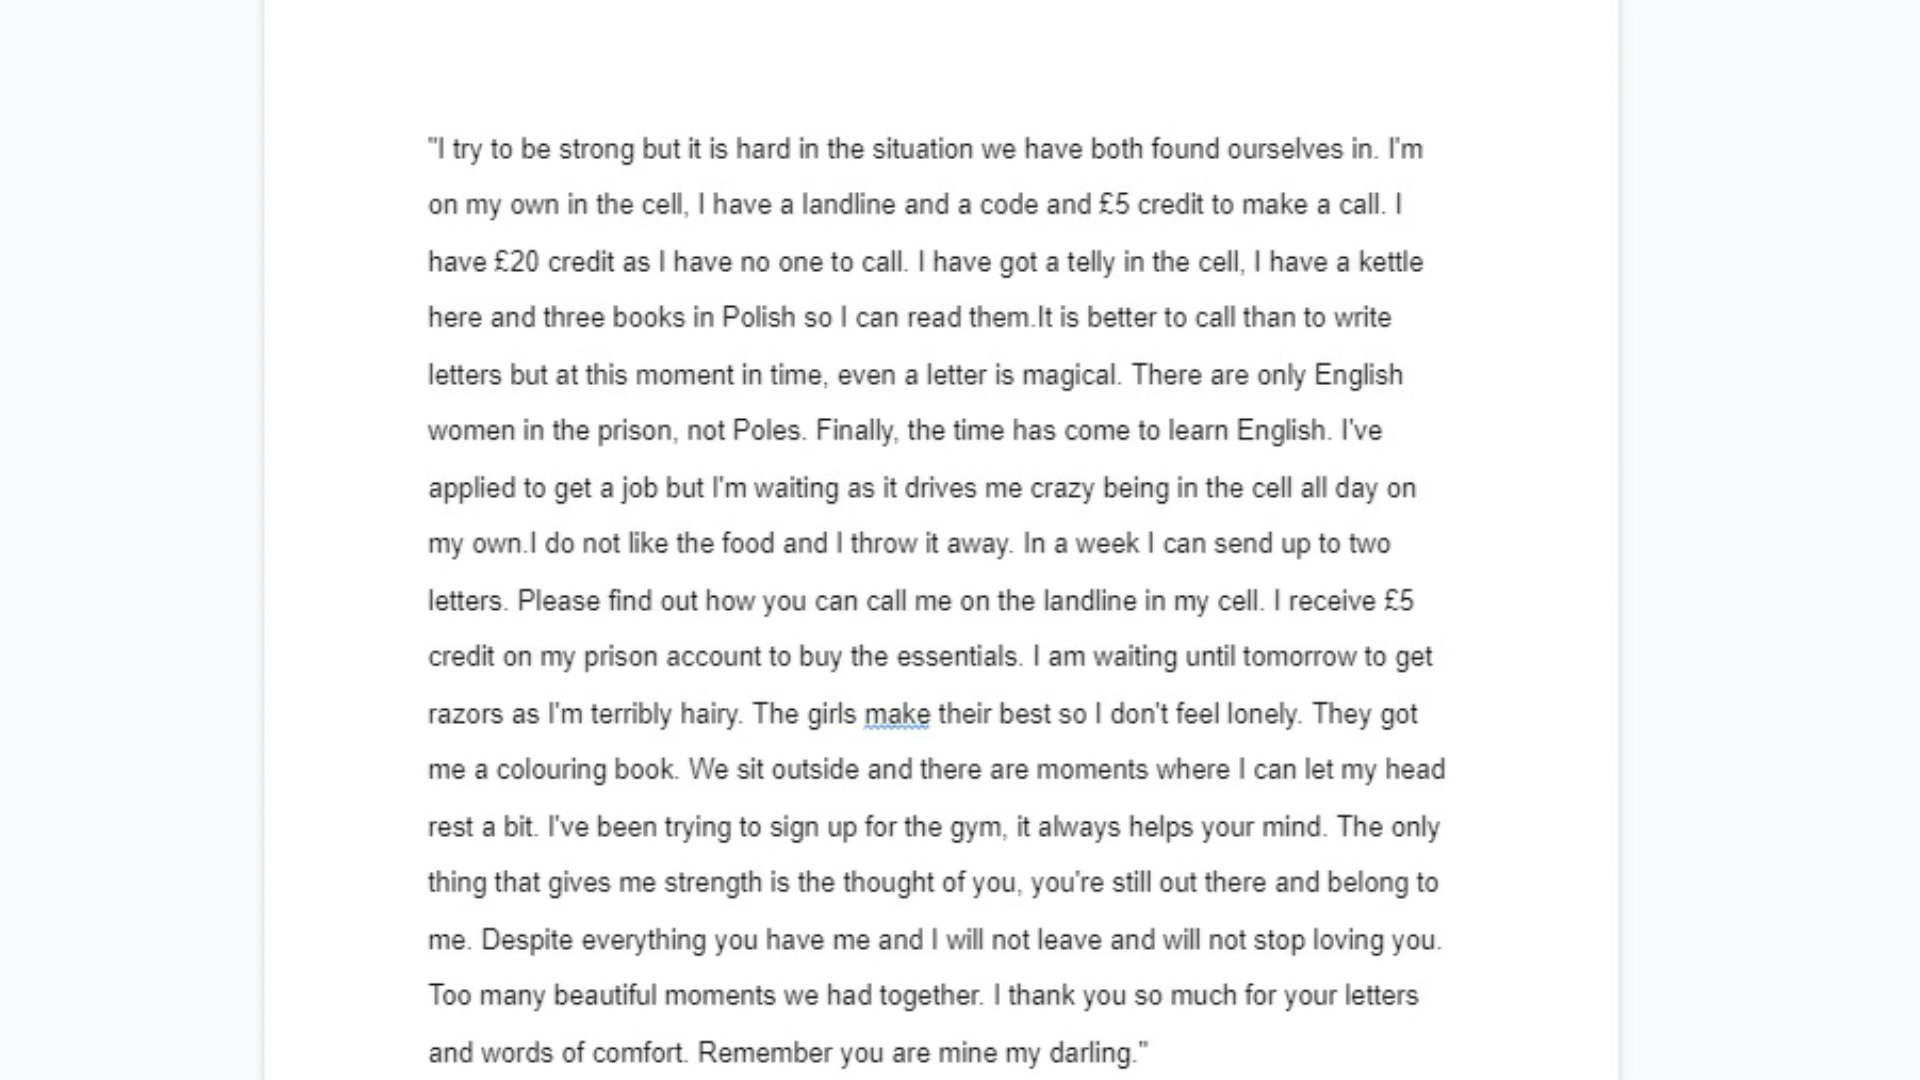 "I try to be strong but it is hard in the situation we have both found ourselves in. I'm
on my own in the cell, I have a landline and a code and £5 credit to make a call. I
have £20 credit as I have no one to call. I have got a telly in the cell, I have a kettle
here and three books in Polish so I can read them.It is better to call than to write
letters but at this moment in time, even a letter is magical. There are only English
women in the prison, not Poles. Finally, the time has come to learn English. I've
applied to get a job but I'm waiting as it drives me crazy being in the cell all day on
my own.I do not like the food and I throw it away. In a week I can send up to two
letters. Please find out how you can call me on the landline in my cell. I receive £5
credit on my prison account to buy the essentials. I am waiting until tomorrow to get
razors as I'm terribly hairy. The girls make their best so I don't feel lonely. They got
me a colouring book. We sit outside and there are moments where I can let my head
rest a bit. I've been trying to sign up for the gym, it always helps your mind. The only
thing that gives me strength is the thought of you, you're still out there and belong to
me. Despite everything you have me and I will not leave and will not stop loving you.
Too many beautiful moments we had together. I thank you so much for your letters
and words of comfort. Remember you are mine my darling."